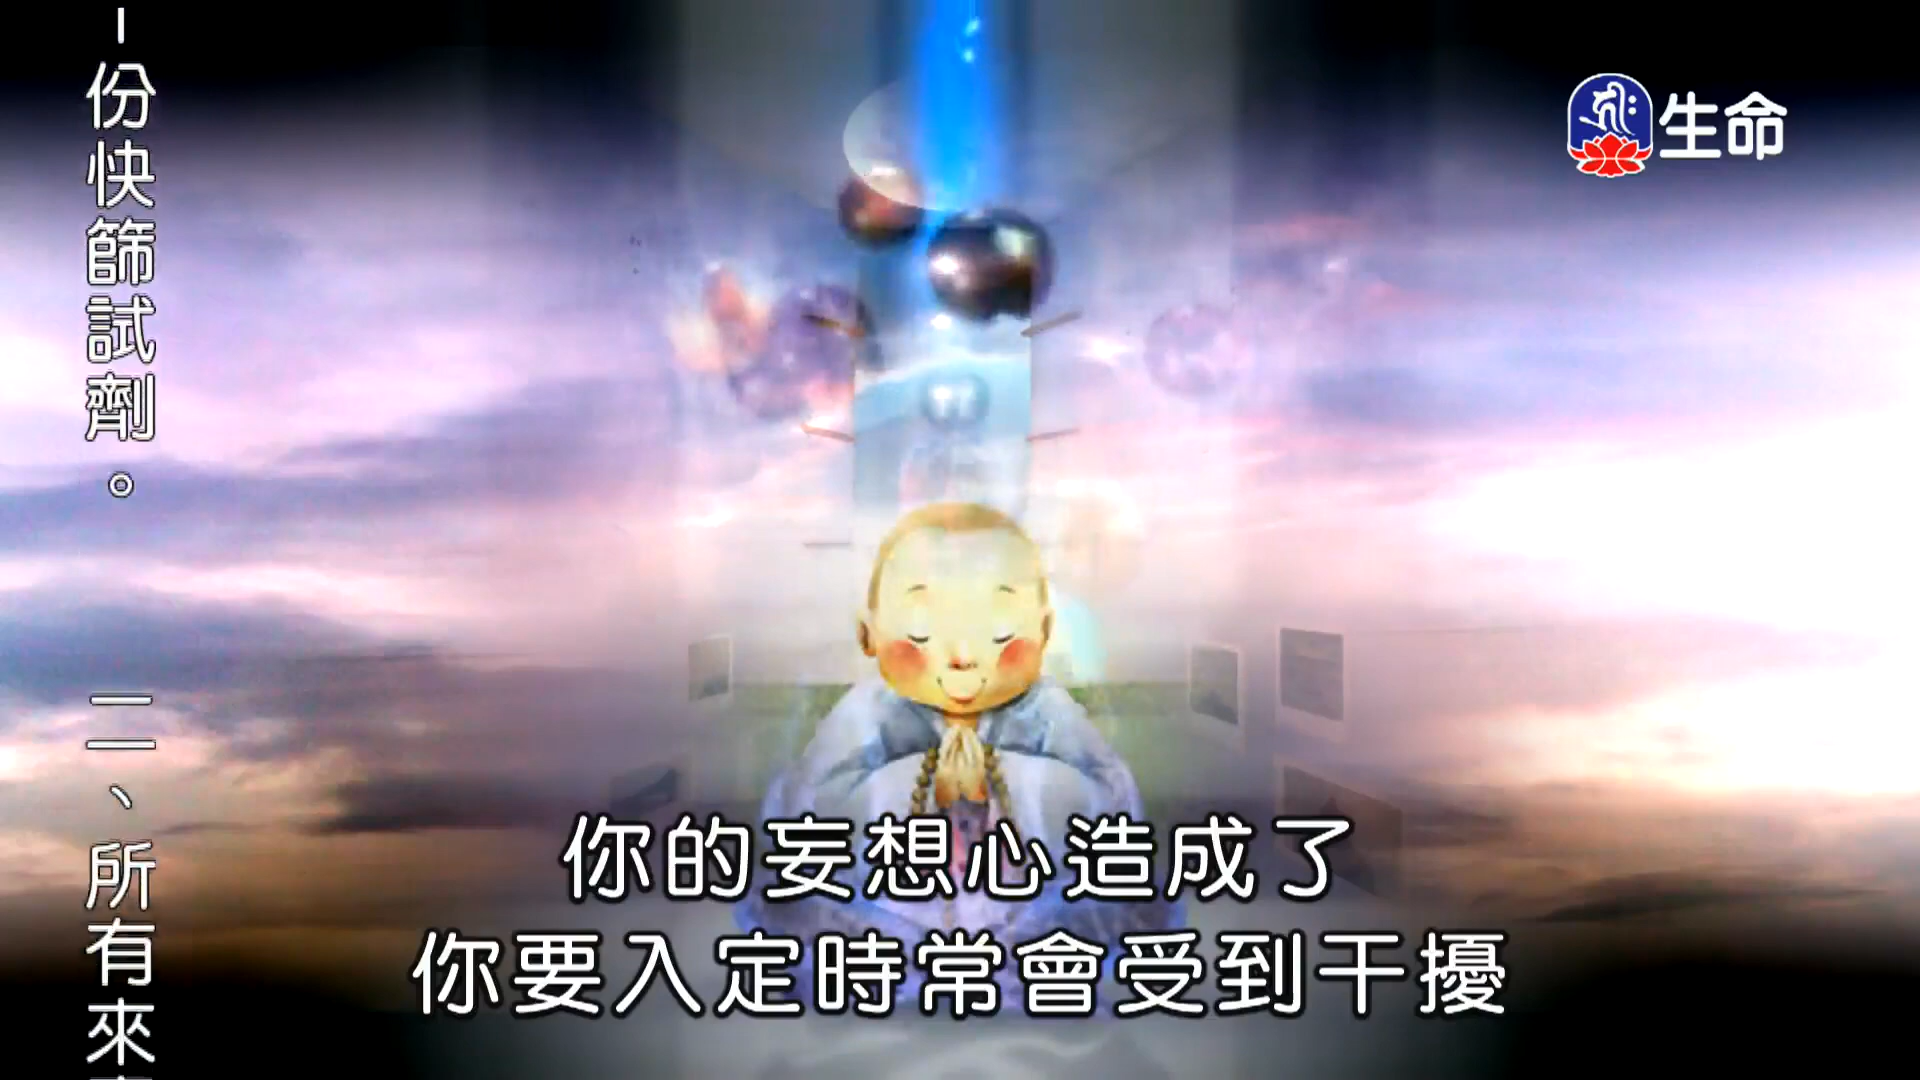 份快篩試劑。 二、所有來
生命
你的妄想心造成了
你要入定時常會受到干擾